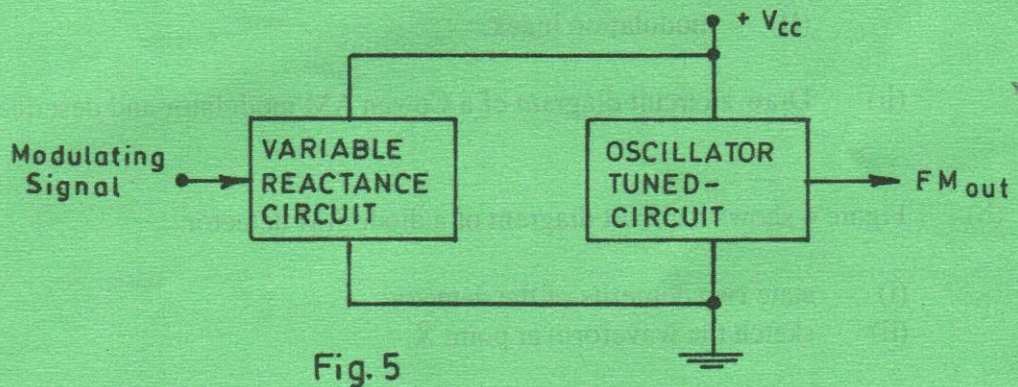 + Vcc
Modulating
Signal
VARIABLE
REACTANCE
CIRCUIT
OSCILLATOR
TUNED-
CIRCUIT
FM out
Fig. 5